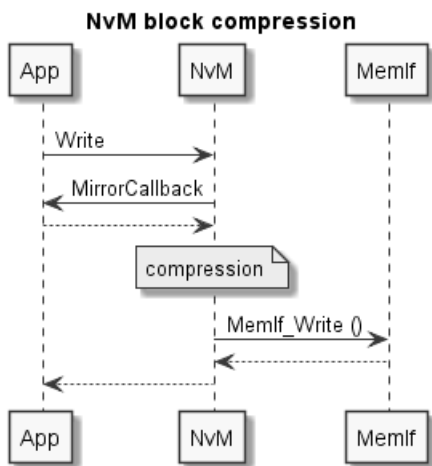 NvM block compression
App
NvM
MemIf
Write
MirrorCallback
compression
MemIf_Write ()
App
NvM
MemIf